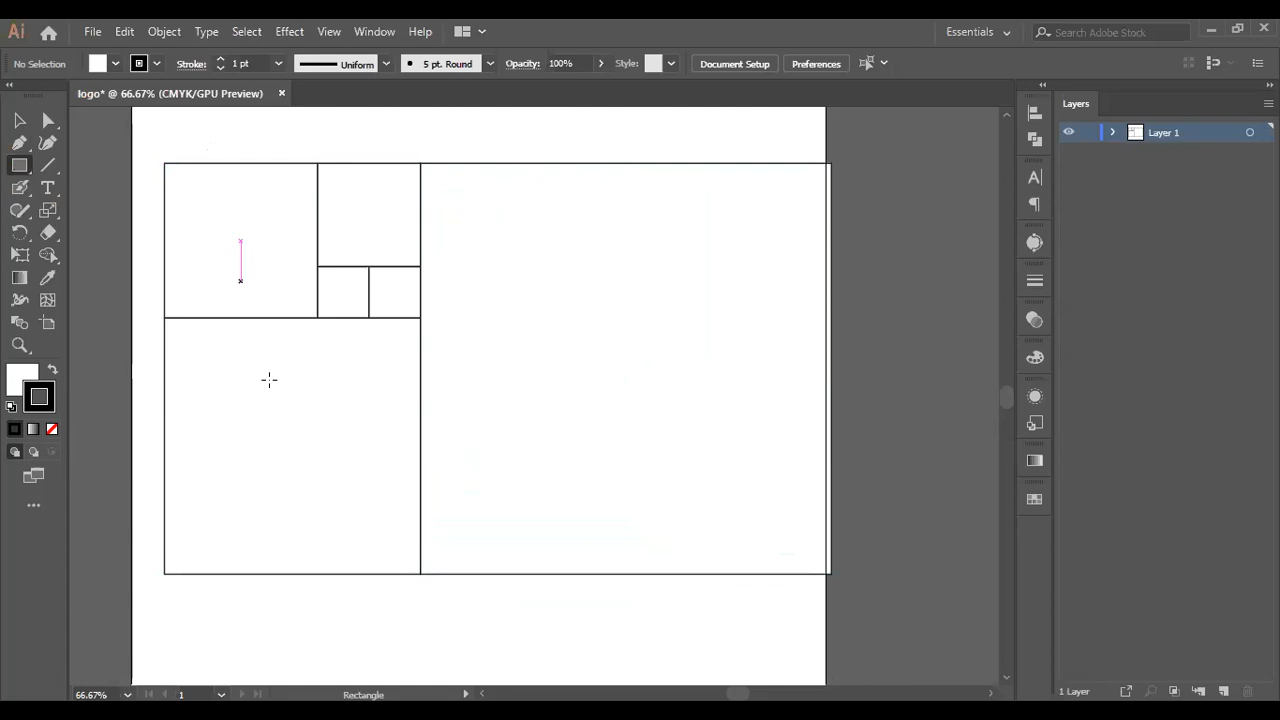 Ai File Edit Object Type Select Effect View Window Help Essentials Search Adobe Stock
No Selection Stroke: 1 pt Uniform 5 pt. Round Opacity: 100% Style: Document Setup Preferences
logo* @ 66.67% (CMYK/GPU Preview)
Layers
Layer 1
66.67% 1 Rectangle 1 Layer